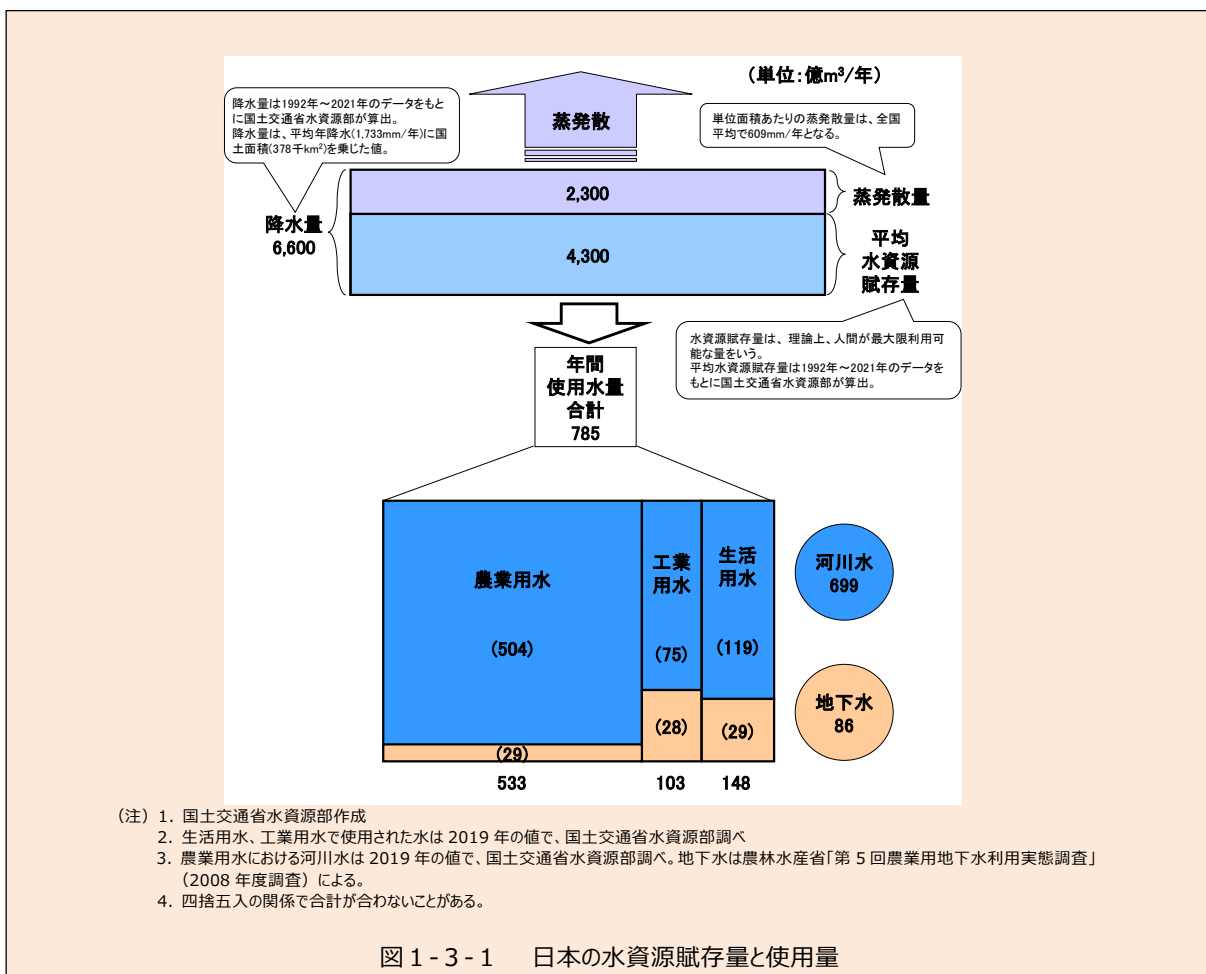 （単位：億m³/年）
降水量は1992年～2021年のデータをもと
に国土交通省水資源部が算出。
降水量は、平均年降水(1,733mm/年)に国
土面積(378千km²)を乗じた値。
蒸発散
単位面積あたりの蒸発散量は、全国
平均で609mm/年となる。
2,300
蒸発散量
降水量
6,600
4,300
平均
水資源
賦存量
水資源賦存量は、理論上、人間が最大限利用可
能な量をいう。
平均水資源賦存量は1992年～2021年のデータを
もとに国土交通省水資源部が算出。
年間
使用水量
合計
785
農業用水
工業
用水
生活
用水
河川水
699
(504)
(75)
(119)
地下水
86
(29)
(28)
(29)
533
103
148
（注）1. 国土交通省水資源部作成
2. 生活用水、工業用水で使用された水は 2019 年の値で、国土交通省水資源部調べ
3. 農業用水における河川水は 2019 年の値で、国土交通省水資源部調べ。地下水は農林水産省「第 5 回農業用地下水利用実態調査」
（2008 年度調査）による。
4. 四捨五入の関係で合計が合わないことがある。
図１-３-１　日本の水資源賦存量と使用量